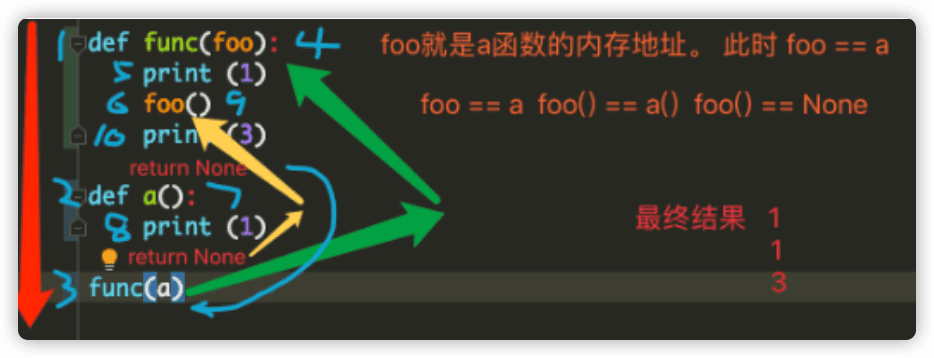 1 def func(foo): 4 foo就是a函数的内存地址。 此时 foo == a
5 print (1)
6 foo() 9 foo == a foo() == a() foo() == None
10 print (3)
return None
2 def a(): 7
8 print (1) 最终结果 1
return None 1
3 func(a) 3